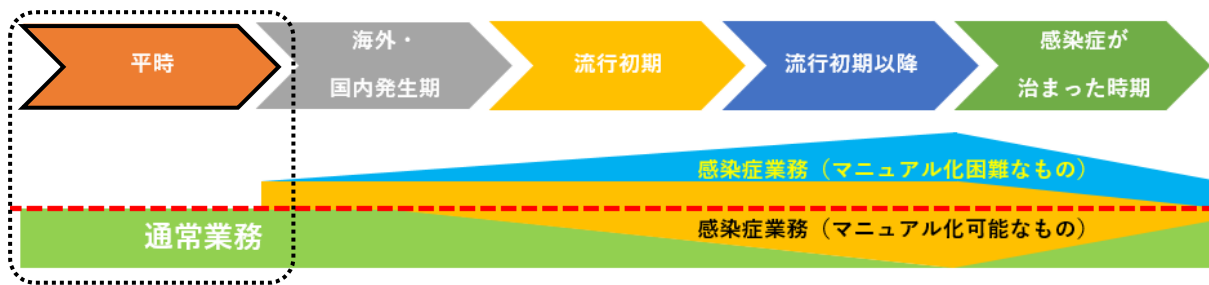 平時
海外・
国内発生期
流行初期
流行初期以降
感染症が
治まった時期
感染症業務（マニュアル化困難なもの）
通常業務
感染症業務（マニュアル化可能なもの）